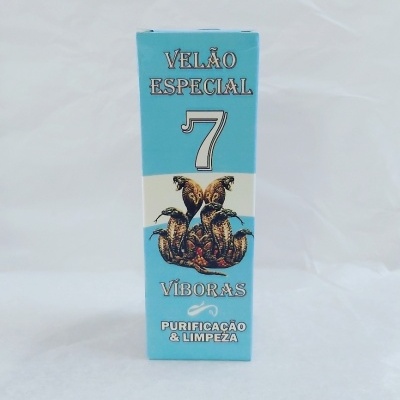 VELÃO
ESPECIAL
7
VÍBORAS
PURIFICAÇÃO
& LIMPEZA